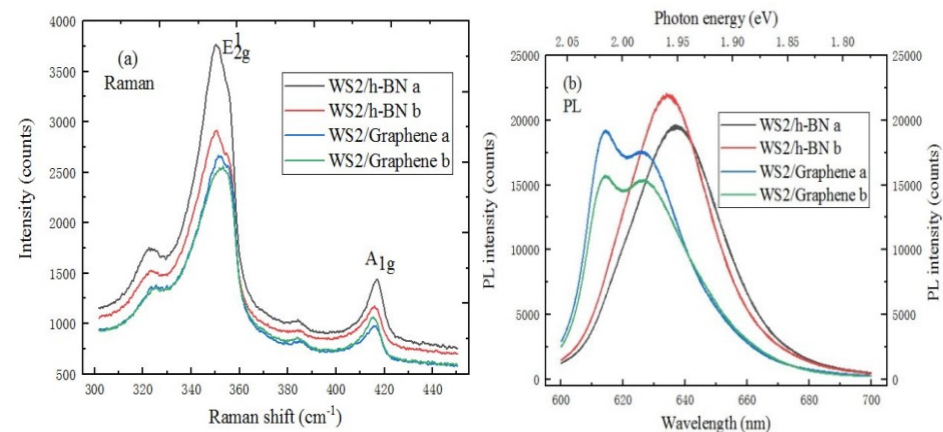 (a)
Raman
E¹2g
A1g
WS2/h-BN a
WS2/h-BN b
WS2/Graphene a
WS2/Graphene b
4000
3500
3000
2500
2000
1500
1000
500
300 320 340 360 380 400 420 440
Intensity (counts)
Raman shift (cm-1)
Photon energy (eV)
2.05 2.00 1.95 1.90 1.85 1.80
(b)
PL
WS2/h-BN a
WS2/h-BN b
WS2/Graphene a
WS2/Graphene b
25000 25000
20000 20000
15000 15000
10000 10000
5000 5000
0 0
600 620 640 660 680 700
PL intensity (counts)
PL intensity (counts)
Wavelength (nm)